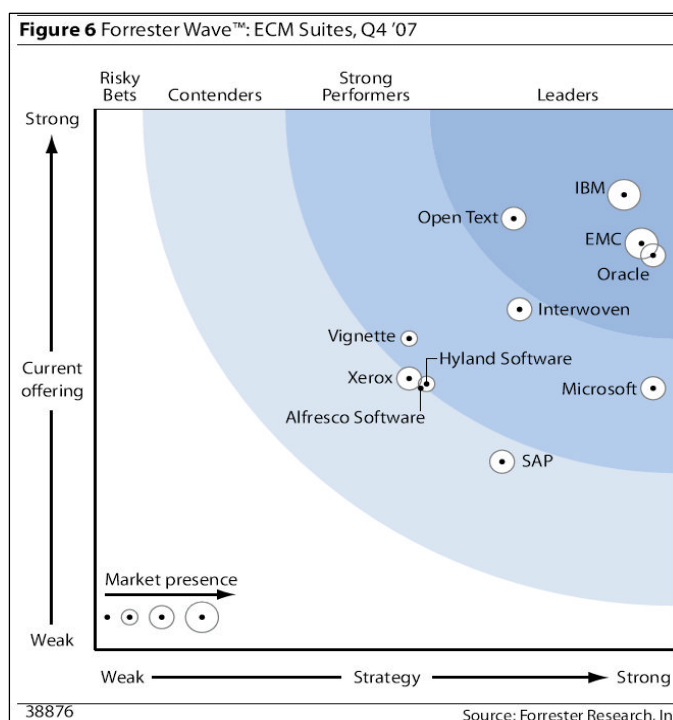 Figure 6 Forrester Wave™: ECM Suites, Q4 ’07
Risky
Bets
Contenders
Strong
Performers
Leaders
Strong
IBM
Open Text
EMC
Oracle
Interwoven
Vignette
Hyland Software
Current
offering
Xerox
Microsoft
Alfresco Software
SAP
Market presence
Weak
Weak
Strategy
Strong
38876
Source: Forrester Research, In